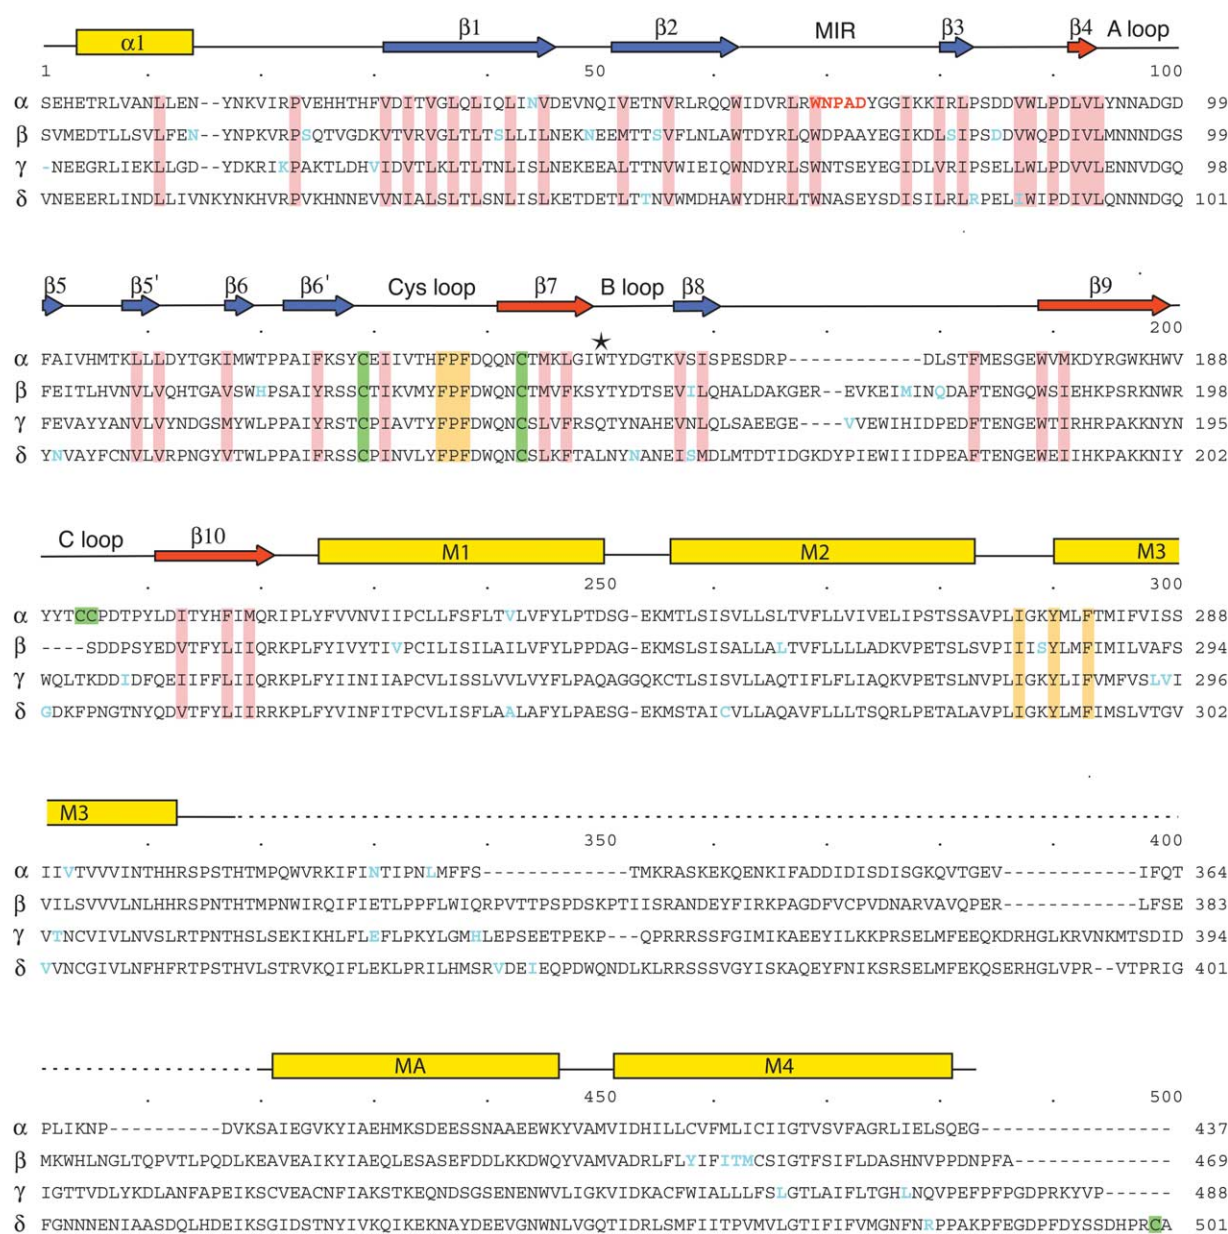 α1 β1 β2 MIR β3 β4 A loop
1 . . . . 50 . . . . 100
α SEHETRLVANLLEN--YNKVIRPVEHHTHFVDITVGLQLIQLINVDEVNQIVETNVRLRQQWIDVRLRWNPADYGGIKKIRLPSDDVWLPDLVLYNNADGD 99
β SVMEDTLLSVLFENYNPKVRPSQTVGDKVTVRVGLTLTSLLILNEKNEEMTTSVFLNLAWTDYRLQWDPAAYEGIKDLSIPSDDVWQPDIVLMNNNDGS 99
γ -NEEGRLIEKLLGD--YDKRIKPAKTLDHVIDVTLKLTLTNLISLNEKEEALTTNVWIEIQWNDYRLSWNTSEYEGIDLVRIPSELLWLPDVVLENNVDGQ 98
δ VNEEERLINDLLIVNKYNKHVRPVKHNNEVVNIALSLTLSNLISLKETDETLTTNVWMDHAWYDHRLTWNASEYSDISILRLRPELIWIPDIVLQNNNDGQ 101
β5 β5' β6 β6' Cys loop β7 B loop β8 β9
. . . . ★ . . . . 200
α FAIVHMTKLLLDYTGKIMWTPPAIFKSYCEIIVTHFPFDQQNCTMKLGIWTYDGTKVSISPESDRP------------DLSTFMESGEWVMKDYRGWKHWV 188
β FEITLHVNVLVQHTGAVSWHPSAIYRSSCTIKVMYFPFDWQNCTMVFKSYTYDTSEVILQHALDAKGER--EVKEIMINQDAFTENGQWSIEHKPSRKNWR 198
γ FEVAYYANVLVYNDGSMYWLPPAIYRSTCPIAVTYFPFDWQNCSLVFRSQTYNAHEVNLQLSAEEGE---VVEWIHIDPEDFTENGEWTIRHRPAKKNYN 195
δ YNVAYFCNVLVRPNGYVTWLPPAIFRSSCPINVLYFPFDWQNCSLKFTALNYNANEISMDLMTDTIDGKDYPIEWIIIDPEAFTENGEWEIIHKPAKKNIY 202
C loop β10 M1 M2 M3
. . . . 250 . . . . 300
α YYTCCPDTPYLDITYHFIMQRIPLYFVVNVIIPCLLFSFLTVLVFYLPTDSG-EKMTLSISVLLSLTVFLLVIVELIPSTSSAVPLIGKYMLFTMIFVISS 288
β ----SDDPSYEDVTFYLIIQRKPLFYIVYTIVPCILISILAILVFYLPPDAG-EKMSLSISALLALTVFLLLLADKVPETSLSVPIIISYLMFIMILVAFS 294
γ WQLTKDDIDFQEIIFFLIIQRKPLFYIINIIAPCVLISSLVVLVYFLPAQAGGQKCTLSISVLLAQTIFLFLIAQKVPETSLNVPLIGKYLIFVMFVSLVI 296
δ GDKFPNGTNYQDVTFYLIIRRKPLFYVINFITPCVLISFLAALAFYLPAESG-EKMSTAICVLLAQAVFLLLTSQRLPETALAVPLIGKYLMFIMSLVTGV 302
M3
. . . . 350 . . . . 400
α IIVTVVVINTHHRSPSTHTMPQWVRKIFINTIPNLMFFS-------------TMKRASKEKQENKIFADDIDISDISGKQVTGEV-----------IFQT 364
β VILSVVVLNLHHRSPNTHTMPNWIRQIFIETLPPFLWIQRPVTTPSPDSKPTIISRANDEYFIRKPAGDFVCPVDNARVAVQPER-----------LFSE 383
γ VTNCVIVLNVSLRTPNTHSLSEKIKHLFLEFLPKYLGMHLEPSEETPEKP---QPRRRSSFGIMIKAEEYILKKPRSELMFEEQKDRHGLKRVNKMTSDID 394
δ VVNCGIVLNFHFRTPSTHVLSTRVKQIFLEKLPRILHMSRVDEIEQPDWQNDLKLRRSSSVGYISKAQEYFNIKSRSELMFEKQSERHGLVPR--VTPRIG 401
MA M4
. . . . 450 . . . . 500
α PLIKNP----------DVKSAIEGVKYIAEHMKSDEESSNAAEEWKYVAMVIDHILLCVFMLICIIGTVSVFAGRLIELSQEG----------------- 437
β MKWHLNGLTQPVTLPQDLKEAVEAIKYIAEQLESASEFDDLKKDWQYVAMVADRLFLYIFITMCSIGTFSIFLDASHNVPPDNPFA-------------- 469
γ IGTTVDLYKDLANFAPEIKSCVEACNFIAKSTKEQNDSGSENENWVLIGKVIDKACFWIALLLFSLGTLAIFLTGHLNQVPEFPFPGDPRKYVP------ 488
δ FGNNNENIAASDQLHDEIKSGIDSTNYIVKQIKEKNAYDEEVGNWNLVGQTIDRLSMFIITPVMVLGTIFIFVMGNFNRPPAKPFEGDPFDYSSDHPRCA 501